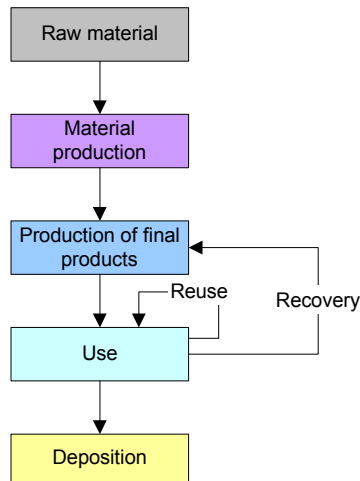 Raw material
Material
production
Production of final
products
Reuse
Recovery
Use
Deposition